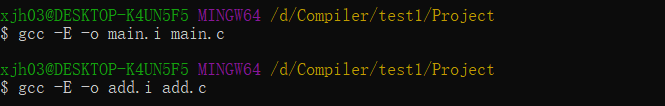 xjh03@DESKTOP-K4UN5F5 MINGW64 /d/Compiler/test1/Project
$ gcc -E -o main.i main.c
xjh03@DESKTOP-K4UN5F5 MINGW64 /d/Compiler/test1/Project
$ gcc -E -o add.i add.c